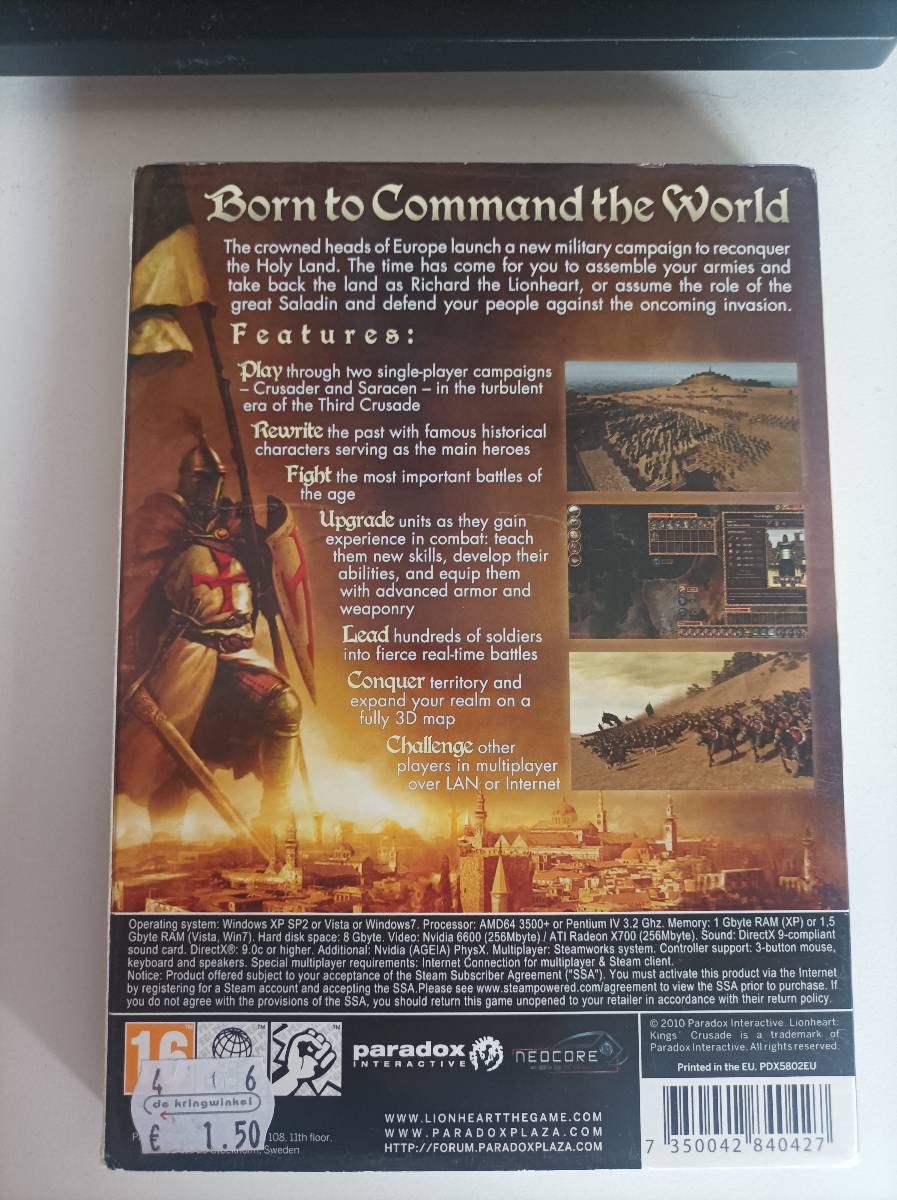 Born to Command the World
The crowned heads of Europe launch a new military campaign to reconquer
the Holy Land. The time has come for you to assemble your armies and
take back the land as Richard the Lionheart, or assume the role of the
great Saladin and defend your people against the oncoming invasion.
Features:
Play through two single-player campaigns
– Crusader and Saracen – in the turbulent
era of the Third Crusade
Rewrite the past with famous historical
characters serving as the main heroes
Fight the most important battles of
the age
Upgrade units as they gain
experience in combat: teach
them new skills, develop their
abilities, and equip them
with advanced armor and
weaponry
Lead hundreds of soldiers
into fierce real-time battles
Conquer territory and
expand your realm on a
fully 3D map
Challenge other
players in multiplayer
over LAN or Internet
Operating system: Windows XP SP2 or Vista or Windows7. Processor: AMD64 3500+ or Pentium IV 3.2 Ghz. Memory: 1 Gbyte RAM (XP) or 1,5
Gbyte RAM (Vista, Win7). Hard disk space: 8 Gbyte. Video: Nvidia 6600 (256Mbyte) / ATI Radeon X700 (256Mbyte). Sound: DirectX 9-compliant
sound card. DirectX®: 9.0c or higher. Additional: Nvidia (AGEIA) PhysX. Multiplayer: Steamworks system. Controller support: 3-button mouse,
keyboard and speakers. Special multiplayer requirements: Internet Connection for multiplayer & Steam client.
Notice: Product offered subject to your acceptance of the Steam Subscriber Agreement ("SSA"). You must activate this product via the Internet
by registering for a Steam account and accepting the SSA.Please see www.steampowered.com/agreement to view the SSA prior to purchase. If
you do not agree with the provisions of the SSA, you should return this game unopened to your retailer in accordance with their return policy.
16
TM
TM
TM
paradox
INTERACTIVE
NEOCORE
© 2010 Paradox Interactive. Lionheart:
Kings' Crusade is a trademark of
Paradox Interactive. All rights reserved.
Printed in the EU. PDX5802EU
4 1 6
de kringwinkel
€ 1.50
108. 11th floor,
Sweden
WWW.LIONHEARTTHEGAME.COM
WWW.PARADOXPLAZA.COM
HTTP://FORUM.PARADOXPLAZA.COM
7 350042 840427